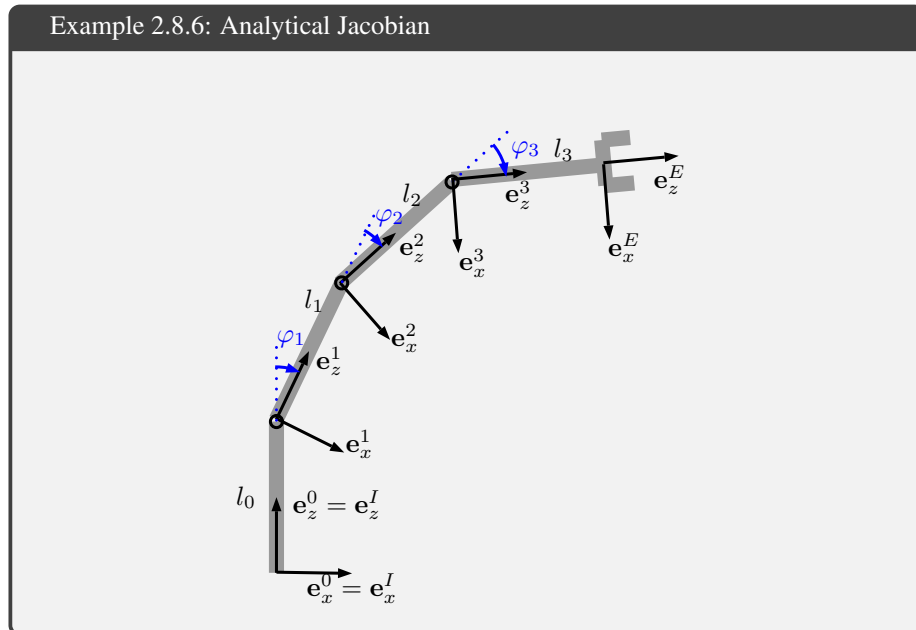 Example 2.8.6: Analytical Jacobian
φ₃
l₃
e_z^E
l₂
e_z^3
φ₂
e_z^2
e_x^E
e_x^3
l₁
φ₁
e_x^2
e_z^1
e_x^1
l₀
e_z^0 = e_z^I
e_x^0 = e_x^I